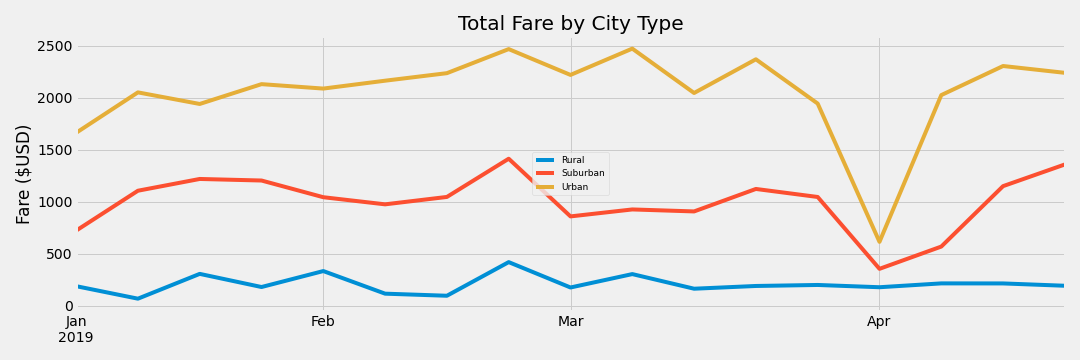 Total Fare by City Type
Fare ($USD)
2500
2000
1500
1000
500
0
Rural
Suburban
Urban
Jan
2019
Feb
Mar
Apr